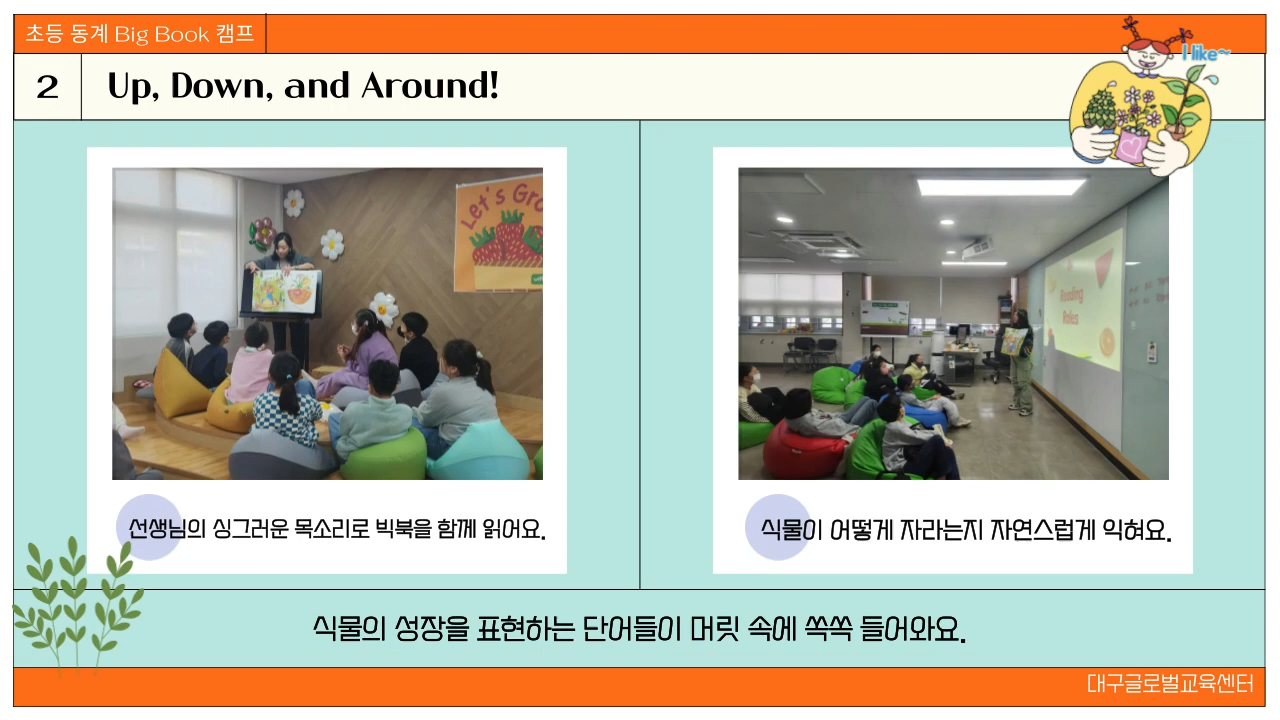 초등 동계 Big Book 캠프
I like~
2
Up, Down, and Around!
Let's Gro
Reading
Rules
선생님의 싱그러운 목소리로 빅북을 함께 읽어요.
식물이 어떻게 자라는지 자연스럽게 익혀요.
식물의 성장을 표현하는 단어들이 머릿 속에 쏙쏙 들어와요.
대구글로벌교육센터